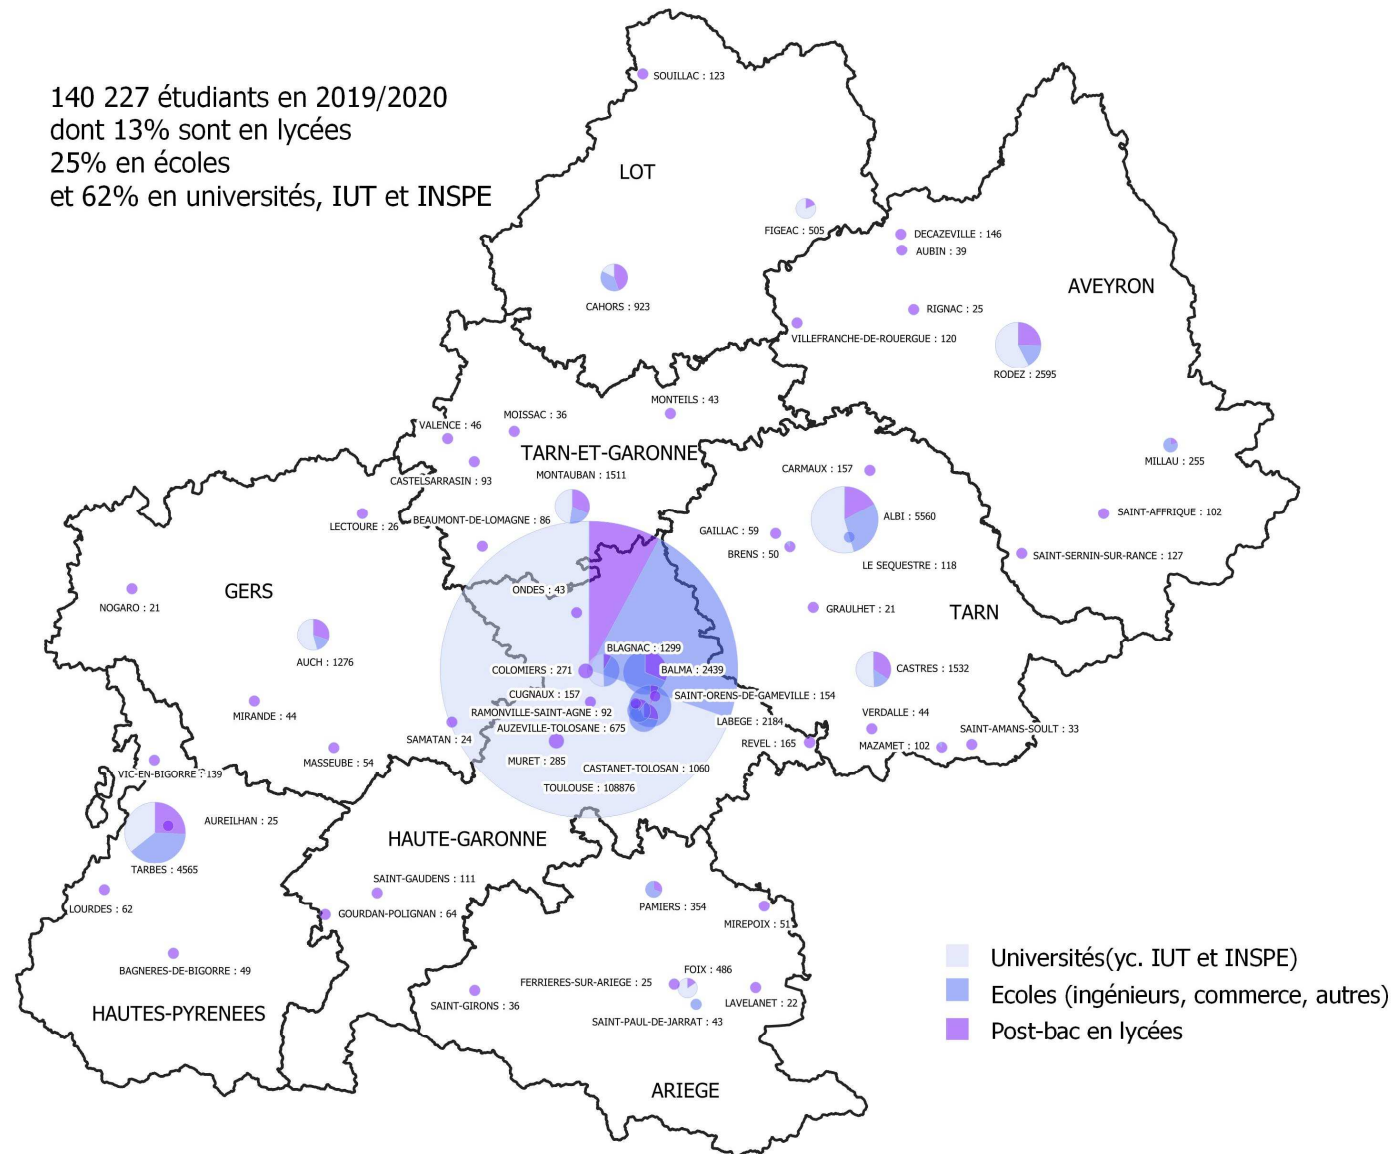 140 227 étudiants en 2019/2020
dont 13% sont en lycées
25% en écoles
et 62% en universités, IUT et INSPE
SOUILLAC : 123
LOT
FIGEAC : 505
CAHORS : 923
DECAZEVILLE : 146
AUBIN : 39
AVEYRON
RIGNAC : 25
VILLEFRANCHE-DE-ROUERGUE : 120
RODEZ : 2595
MILLAU : 255
SAINT-AFFRIQUE : 102
SAINT-SERNIN-SUR-RANCE : 127
MONTEILS : 43
MOISSAC : 36
VALENCE : 46
TARN-ET-GARONNE
CASTELSARRASIN : 93
MONTAUBAN : 1511
BEAUMONT-DE-LOMAGNE : 86
CARMAUX : 157
ALBI : 5560
GAILLAC : 59
BRENS : 50
LE SEQUESTRE : 118
GRAULHET : 21
TARN
CASTRES : 1532
VERDALLE : 44
SAINT-AMANS-SOULT : 33
MAZAMET : 102
LECTOURE : 26
GERS
NOGARO : 21
AUCH : 1276
MIRANDE : 44
MASSEUBE : 54
SAMATAN : 24
ONDES : 43
BLAGNAC : 1299
COLOMIERS : 271
BALMA : 2439
CUGNAUX : 157
SAINT-ORENS-DE-GAMEVILLE : 154
RAMONVILLE-SAINT-AGNE : 92
LABEGE : 2184
AUZEVILLE-TOLOSANE : 675
REVEL : 165
MURET : 285
CASTANET-TOLOSAN : 1060
TOULOUSE : 108876
VIC-EN-BIGORRE : 139
AUREILHAN : 25
TARBES : 4565
LOURDES : 62
BAGNERES-DE-BIGORRE : 49
HAUTES-PYRENEES
HAUTE-GARONNE
SAINT-GAUDENS : 111
GOURDAN-POLIGNAN : 64
PAMIERS : 354
MIREPOIX : 51
FOIX : 486
FERRIERES-SUR-ARIEGE : 25
LAVELANET : 22
SAINT-GIRONS : 36
SAINT-PAUL-DE-JARRAT : 43
ARIEGE
Universités(yc. IUT et INSPE)
Ecoles (ingénieurs, commerce, autres)
Post-bac en lycées